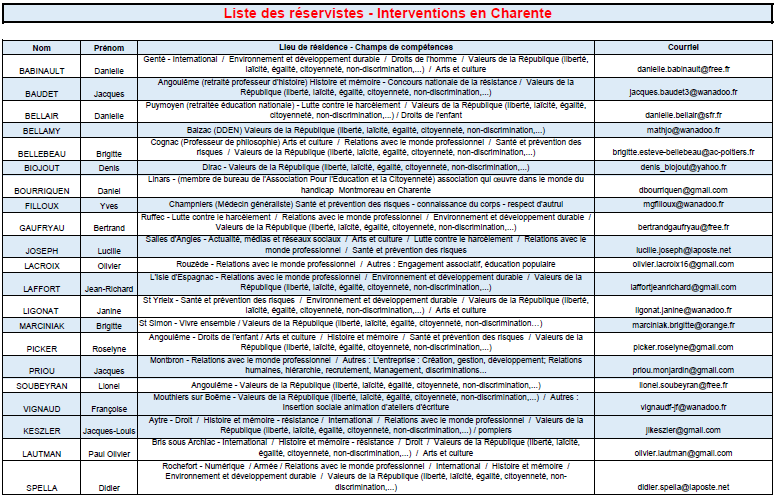 Liste des réservistes - Interventions en Charente
Nom Prénom Lieu de résidence - Champs de compétences Courriel
BABINAULT Danielle Genté - International / Environnement et développement durable / Droits de l'homme / Valeurs de la République (liberté,
laïcité, égalité, citoyenneté, non-discrimination,...) / Arts et culture danielle.babinault@free.fr
BAUDET Jacques Angoulême (retraité professeur d'histoire) Histoire et mémoire - Concours nationale de la résistance / Valeurs de la
République (liberté, laïcité, égalité, citoyenneté, non-discrimination,...) jacques.baudet3@wanadoo.fr
BELLAIR Danielle Puymoyen (retraitée éducation nationale) - Lutte contre le harcèlement / Valeurs de la République (liberté, laïcité, égalité,
citoyenneté, non-discrimination,...) / Droits de l'enfant danielle.bellair@sfr.fr
BELLAMY Balzac (DDEN) Valeurs de la République (liberté, laïcité, égalité, citoyenneté, non-discrimination,...) mathjo@wanadoo.fr
BELLEBEAU Brigitte Cognac (Professeur de philosophie) Arts et culture / Relations avec le monde professionnel / Santé et prévention des
risques / Valeurs de la République (liberté, laïcité, égalité, citoyenneté, non-discrimination,...) brigitte.esteve-bellebeau@ac-poitiers.fr
BIOJOUT Denis Dirac - Valeurs de la République (liberté, laïcité, égalité, citoyenneté, non-discrimination,...) denis_biojout@yahoo.fr
BOURRIQUEN Daniel Linars - (membre de bureau de l'Association Pour l'Education et la Citoyenneté) association qui œuvre dans le monde du
handicap Montmoreau en Charente dbourriquen@gmail.com
FILLOUX Yves Champniers (Médecin généraliste) Santé et prévention des risques - connaissance du corps - respect d'autrui mgfilloux@wanadoo.fr
GAUFRYAU Bertrand Ruffec - Lutte contre le harcèlement / Relations avec le monde professionnel / Environnement et développement durable /
Valeurs de la République (liberté, laïcité, égalité, citoyenneté, non-discrimination,...) bertrandgaufryau@free.fr
JOSEPH Lucille Salles d'Angles - Actualité, médias et réseaux sociaux / Arts et culture / Lutte contre le harcèlement / Relations avec le
monde professionnel / Santé et prévention des risques lucille.joseph@laposte.net
LACROIX Olivier Rouzède - Relations avec le monde professionnel / Autres : Engagement associatif, éducation populaire olivier.lacroix16@gmail.com
LAFFORT Jean-Richard L'Isle d'Espagnac - Relations avec le monde professionnel / Environnement et développement durable / Valeurs de la
République (liberté, laïcité, égalité, citoyenneté, non-discrimination,...) laffortjeanrichard@gmail.com
LIGONAT Janine St Yrieix - Santé et prévention des risques / Environnement et développement durable / Valeurs de la République (liberté,
laïcité, égalité, citoyenneté, non-discrimination,...) / Arts et culture ligonat.janine@wanadoo.fr
MARCINIAK Brigitte St Simon - Vivre ensemble / Valeurs de la République (liberté, laïcité, égalité, citoyenneté, non-discrimination...) marciniak.brigitte@orange.fr
PICKER Roselyne Angoulême - Droits de l'enfant / Arts et culture / Histoire et mémoire / Santé et prévention des risques / Valeurs de la
République (liberté, laïcité, égalité, citoyenneté, non-discrimination,...) picker.roselyne@gmail.com
PRIOU Jacques Montbron - Relations avec le monde professionnel / Autres : L'entreprise : Création, gestion, développement; Relations
humaines, hiérarchie, recrutement, Management, discriminations... priou.monjardin@gmail.com
SOUBEYRAN Lionel Angoulême - Valeurs de la République (liberté, laïcité, égalité, citoyenneté, non-discrimination,...) lionel.soubeyran@free.fr
VIGNAUD Françoise Mouthiers sur Boëme - Valeurs de la République (liberté, laïcité, égalité, citoyenneté, non-discrimination,...) / Autres :
Insertion sociale animation d'ateliers d'écriture vignaudf-jf@wanadoo.fr
KESZLER Jacques-Louis Aytre - Droit / Histoire et mémoire - résistance / International / Relations avec le monde professionnel / Valeurs de la
République (liberté, laïcité, égalité, citoyenneté, non-discrimination,...) / pompiers jlkeszler@gmail.com
LAUTMAN Paul Olivier Bris sous Archiac - International / Histoire et mémoire - résistance / Droit / Valeurs de la République (liberté, laïcité,
égalité, citoyenneté, non-discrimination,...) / Arts et culture olivier.lautman@gmail.com
SPELLA Didier Rochefort - Numérique / Armée / Relations avec le monde professionnel / International / Histoire et mémoire /
Environnement et développement durable / Valeurs de la République (liberté, laïcité, égalité, citoyenneté, non-
discrimination,...) didier.spella@laposte.net